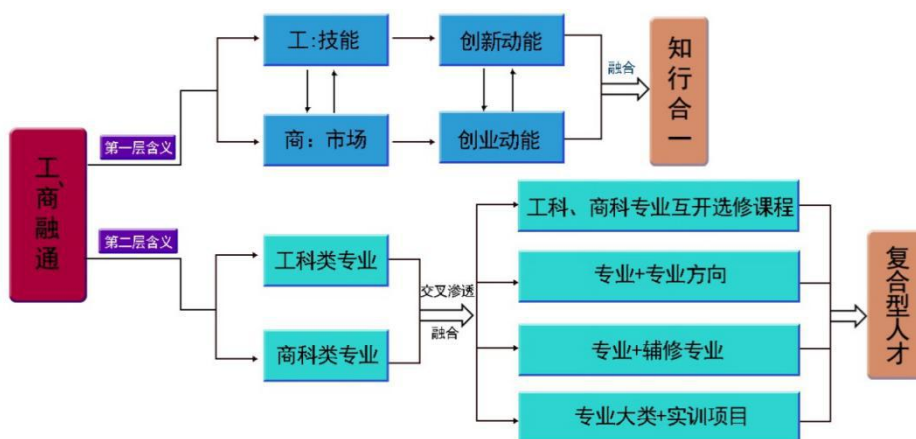 工、商融通
第一层含义
工:技能
创新动能
商：市场
创业动能
融合
知行合一
第二层含义
工科类专业
商科类专业
交叉渗透
融合
工科、商科专业互开选修课程
专业+专业方向
专业+辅修专业
专业大类+实训项目
复合型人才